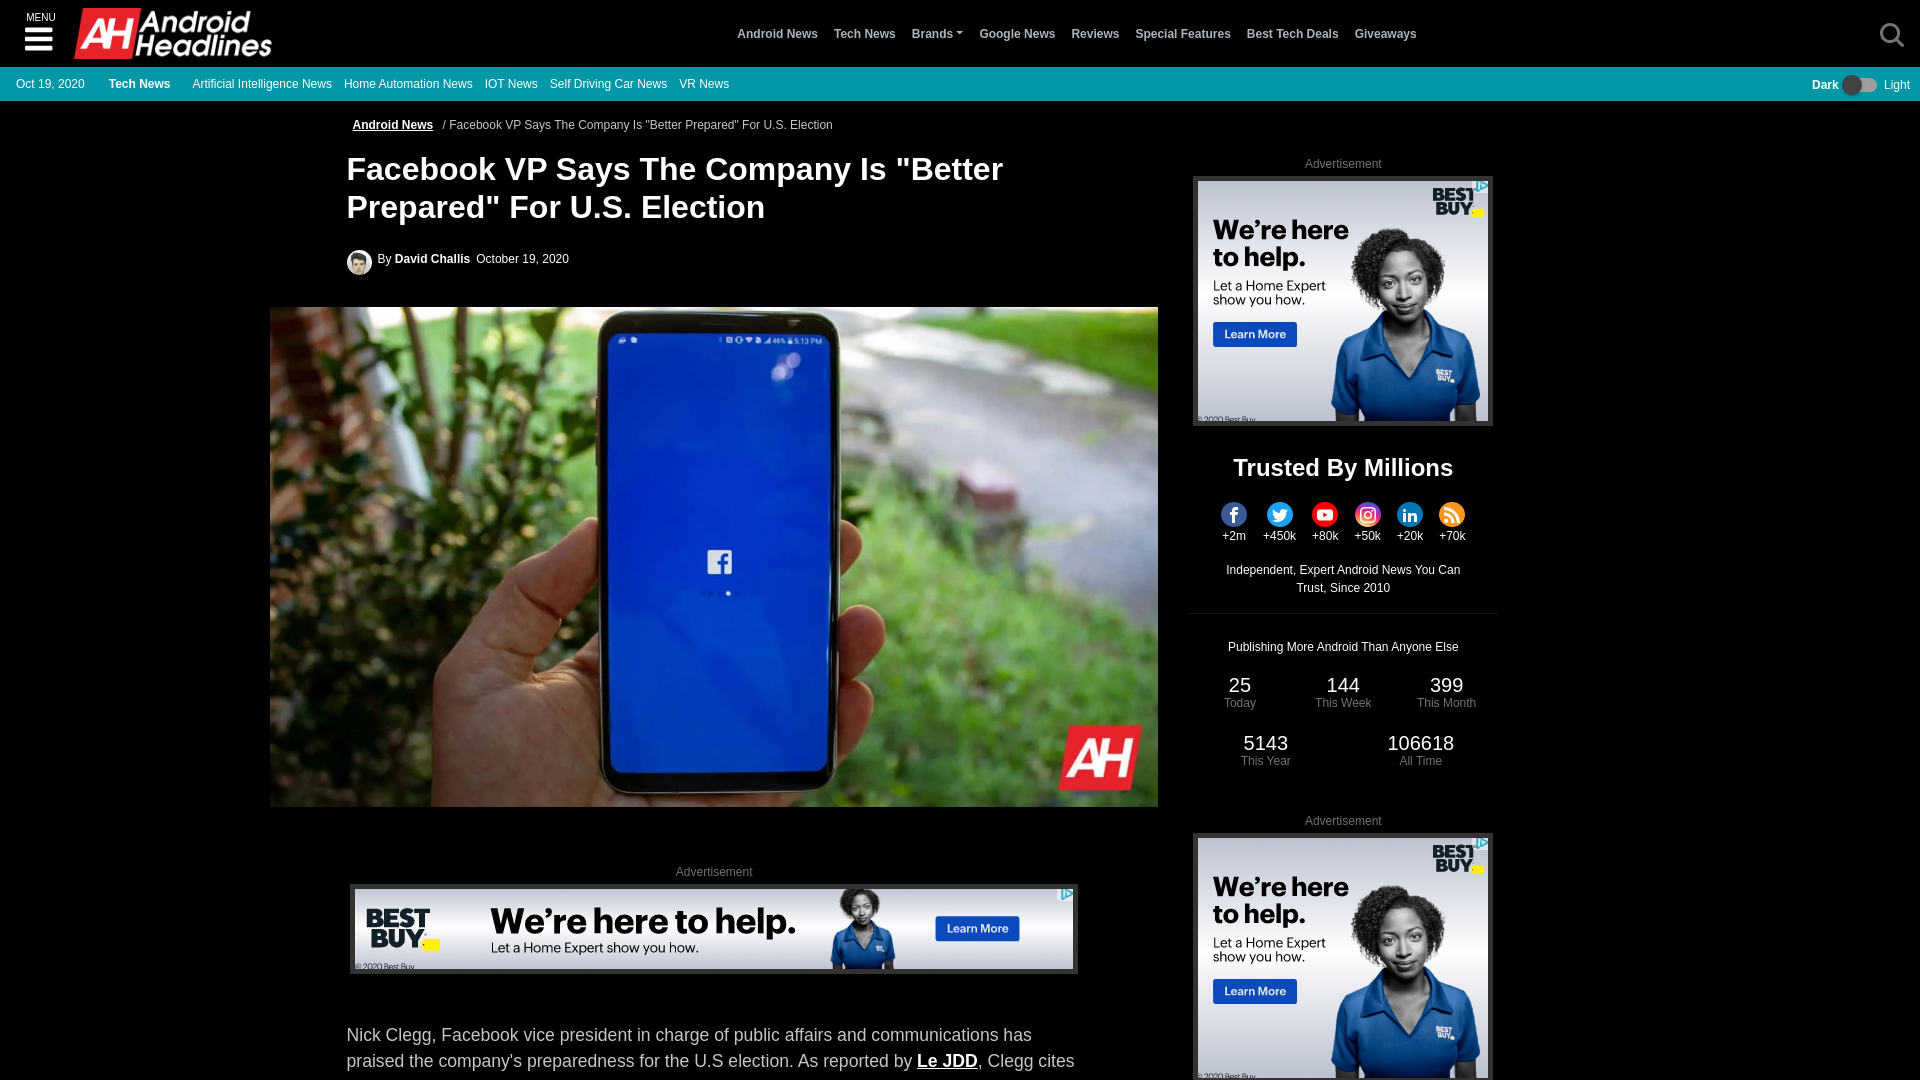 MENU
Android
Headlines
AH
Android News Tech News Brands Google News Reviews Special Features Best Tech Deals Giveaways
Oct 19, 2020 Tech News Artificial Intelligence News Home Automation News IOT News Self Driving Car News VR News Dark Light
Android News / Facebook VP Says The Company Is "Better Prepared" For U.S. Election
Facebook VP Says The Company Is "Better
Prepared" For U.S. Election
By David Challis October 19, 2020
46% 5:13 PM
AH
Advertisement
BEST
BUY
We're here to help.
Let a Home Expert show you how.
Learn More
© 2020 Best Buy
Nick Clegg, Facebook vice president in charge of public affairs and communications has
praised the company's preparedness for the U.S election. As reported by Le JDD, Clegg cites
Advertisement
BEST
BUY
We're here
to help.
Let a Home Expert
show you how.
Learn More
BEST
BUY
© 2020 Best Buy
Trusted By Millions
+2m +450k +80k +50k +20k +70k
Independent, Expert Android News You Can
Trust, Since 2010
Publishing More Android Than Anyone Else
25 144 399
Today This Week This Month
5143 106618
This Year All Time
Advertisement
BEST
BUY
We're here
to help.
Let a Home Expert
show you how.
Learn More
BEST
BUY
© 2020 Best Buy